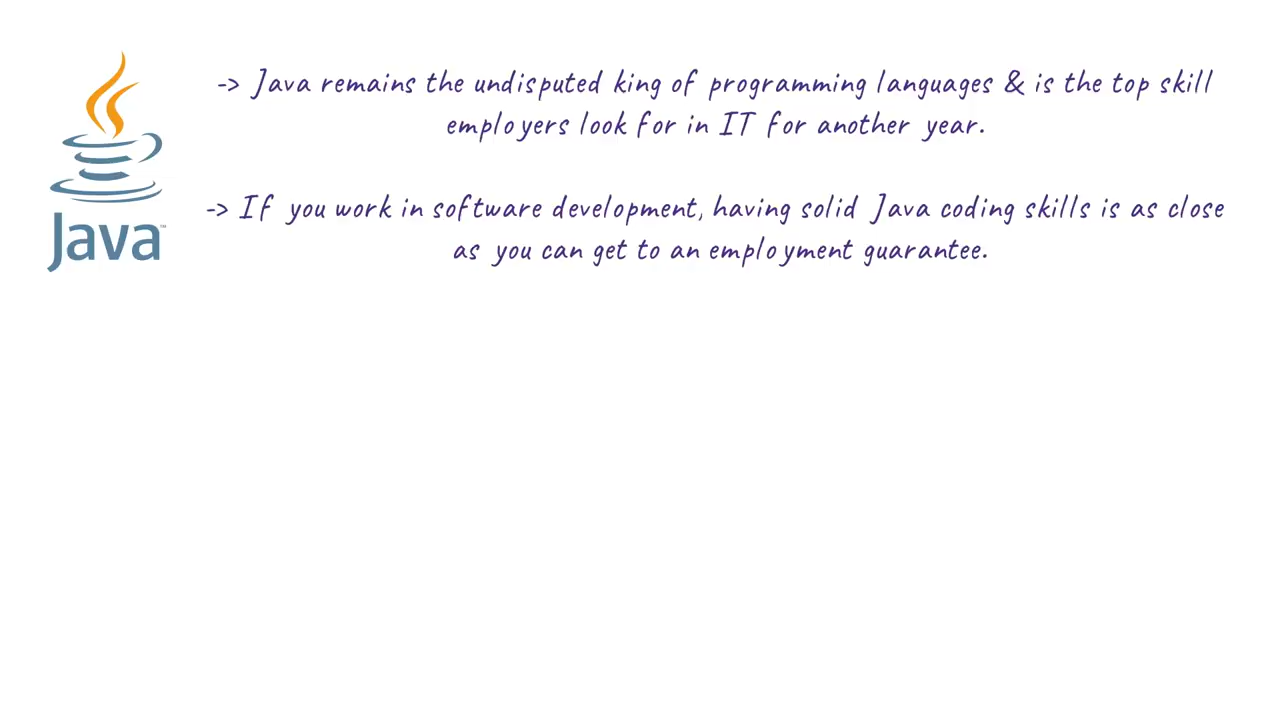 Java™
-> Java remains the undisputed king of programming languages & is the top skill
employers look for in IT for another year.
-> If you work in software development, having solid Java coding skills is as close
as you can get to an employment guarantee.